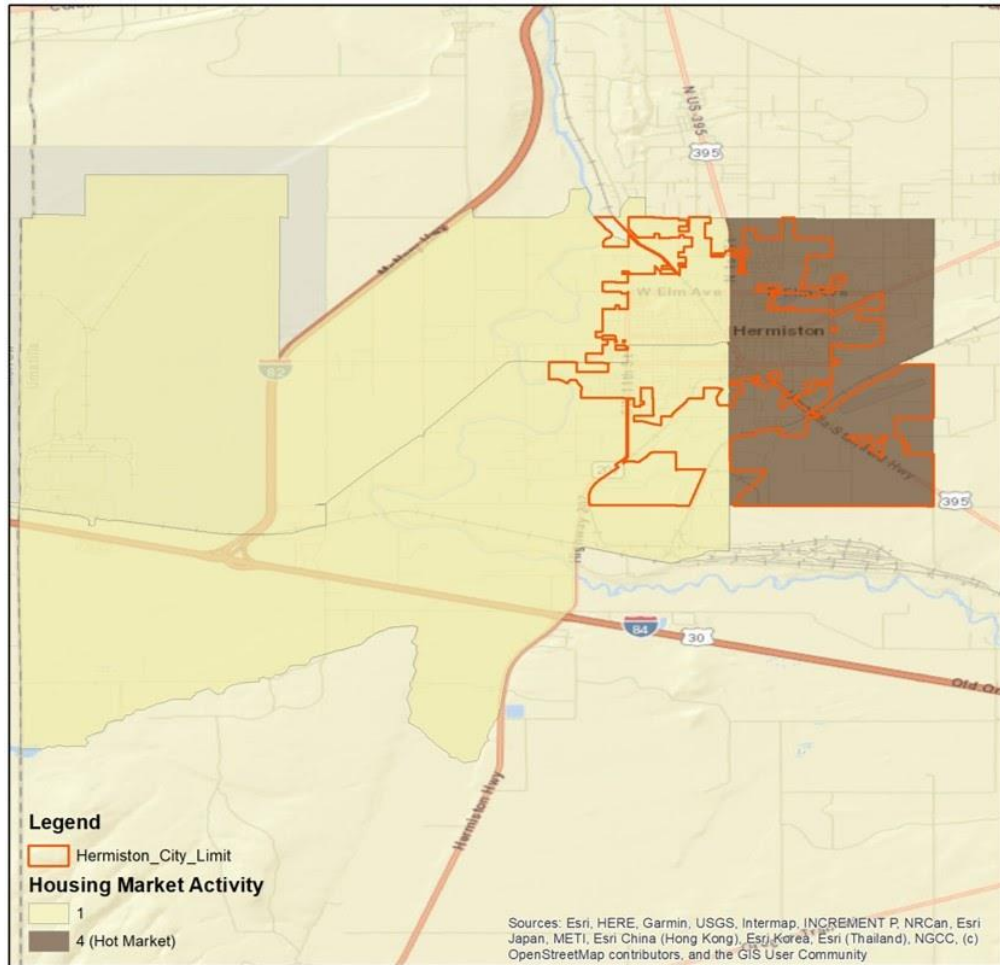 N US 395
395
W Elm Ave
Hermiston
82
395
84
30
Hermiston Hwy
Legend
Hermiston_City_Limit
Housing Market Activity
1
4 (Hot Market)
Sources: Esri, HERE, Garmin, USGS, Intermap, INCREMENT P, NRCan, Esri
Japan, METI, Esri China (Hong Kong), Esri Korea, Esri (Thailand), NGCC, (c)
OpenStreetMap contributors, and the GIS User Community